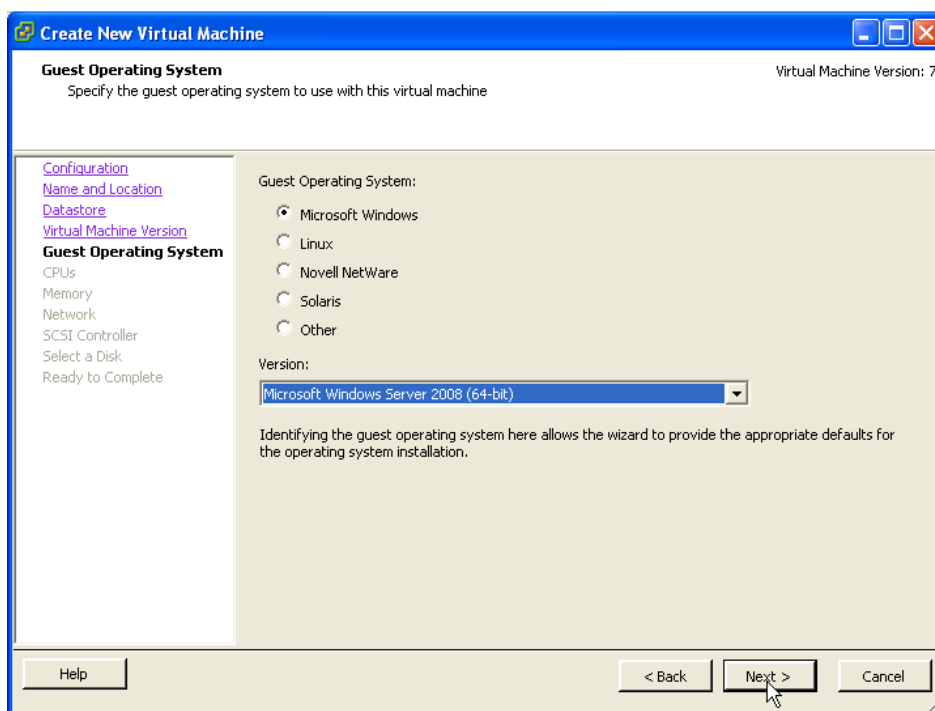 Create New Virtual Machine
Guest Operating System
Virtual Machine Version: 7
Specify the guest operating system to use with this virtual machine
Configuration
Name and Location
Datastore
Virtual Machine Version
Guest Operating System
CPUs
Memory
Network
SCSI Controller
Select a Disk
Ready to Complete
Guest Operating System:
Microsoft Windows
Linux
Novell NetWare
Solaris
Other
Version:
Microsoft Windows Server 2008 (64-bit)
Identifying the guest operating system here allows the wizard to provide the appropriate defaults for
the operating system installation.
Help
< Back
Next >
Cancel